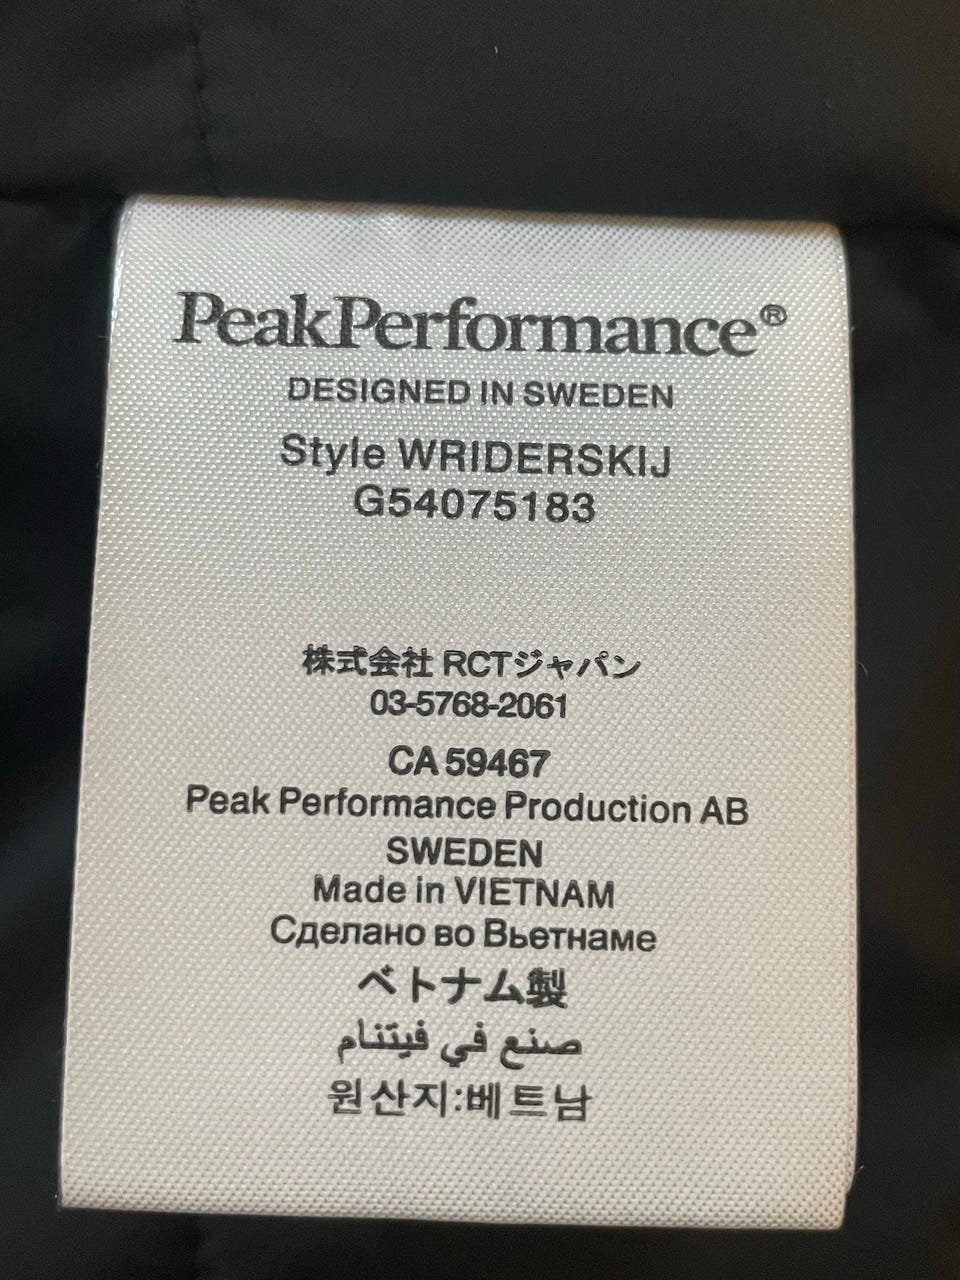 PeakPerformance®
DESIGNED IN SWEDEN
Style WRIDERSKIJ
G54075183
株式会社 RCTジャパン
03-5768-2061
CA 59467
Peak Performance Production AB
SWEDEN
Made in VIETNAM
Сделано во Вьетнаме
ベトナム製
صنع في فيتنام
원산지:베트남